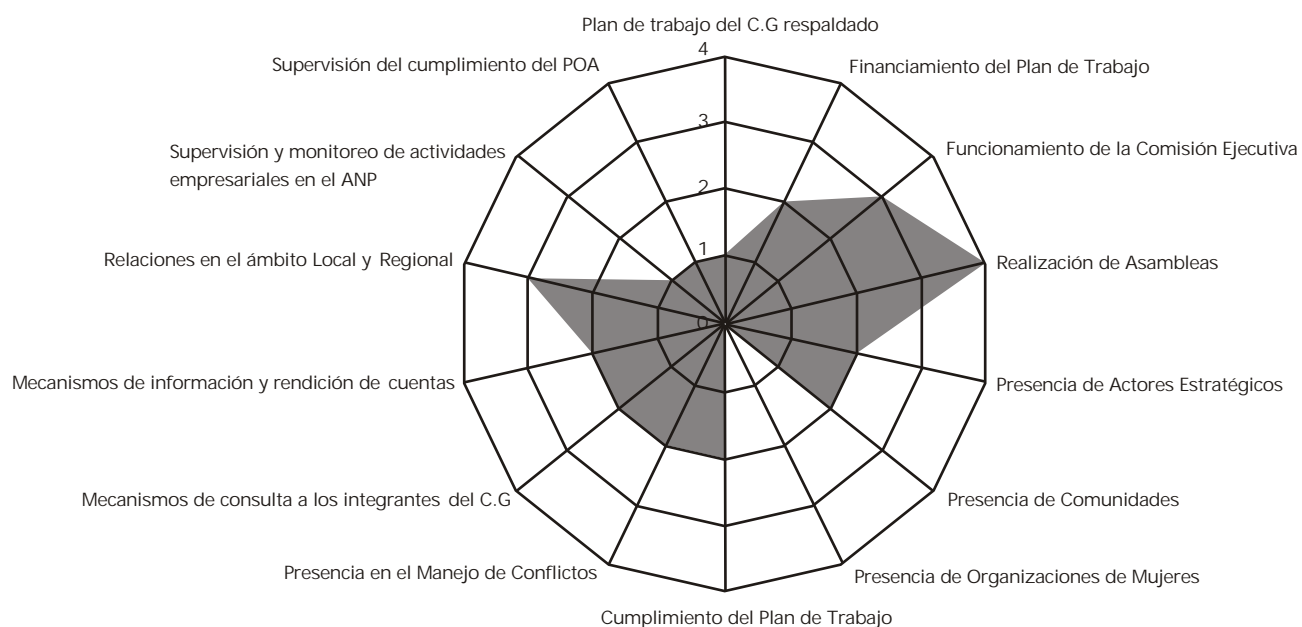 Plan de trabajo del C.G respaldado
4
Financiamiento del Plan de Trabajo
Supervisión del cumplimiento del POA
3
Funcionamiento de la Comisión Ejecutiva
Supervisión y monitoreo de actividades
empresariales en el ANP
2
1
Relaciones en el ámbito Local y Regional
Realización de Asambleas
0
Mecanismos de información y rendición de cuentas
Presencia de Actores Estratégicos
Mecanismos de consulta a los integrantes del C.G
Presencia de Comunidades
Presencia en el Manejo de Conflictos
Presencia de Organizaciones de Mujeres
Cumplimiento del Plan de Trabajo